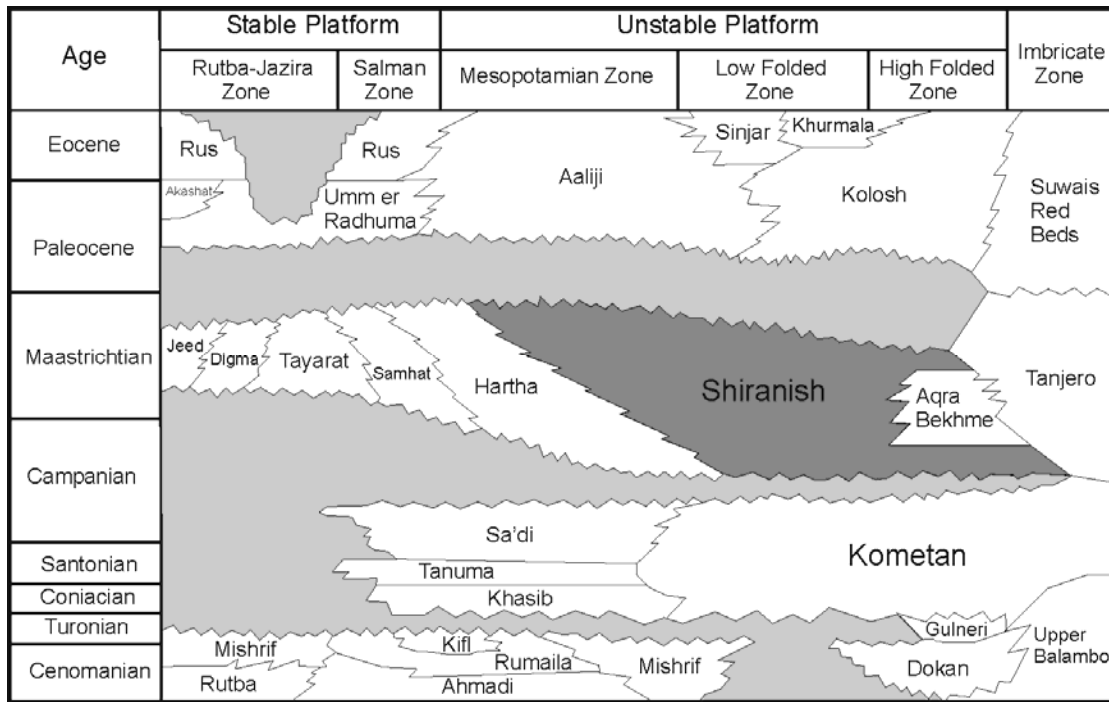 Age
Stable Platform
Unstable Platform
Imbricate
Zone
Rutba-Jazira
Zone
Salman
Zone
Mesopotamian Zone
Low Folded
Zone
High Folded
Zone
Eocene
Rus
Rus
Aaliji
Sinjar
Khurmala
Paleocene
Akashat
Umm er
Radhuma
Kolosh
Suwais
Red
Beds
Maastrichtian
Jeed
Digma
Tayarat
Samhat
Hartha
Shiranish
Aqra
Bekhme
Tanjero
Campanian
Sa'di
Kometan
Santonian
Tanuma
Coniacian
Khasib
Turonian
Mishrif
Kifl
Gulneri
Upper
Balambo
Cenomanian
Rutba
Rumaila
Ahmadi
Mishrif
Dokan